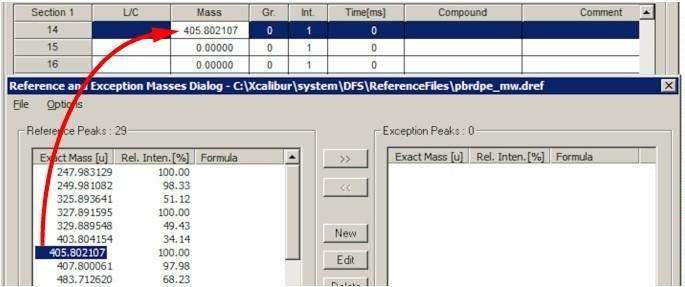 Section 1 L/C Mass Gr. Int. Time[ms] Compound Comment
14 405.802107 0 1 0
15 0.00000 0 1 0
16 0.00000 0 1 0
Reference and Exception Masses Dialog - C:\Xcalibur\system\DFS\ReferenceFiles\pbrdpe_mw.dref
File Options
Reference Peaks : 29
Exact Mass [u] Rel. Inten.[%] Formula
247.983129 100.00
249.981082 98.33
325.893641 51.12
327.891595 100.00
329.889548 49.43
403.804154 34.14
405.802107 100.00
407.800061 97.98
483.712620 68.23
>>
<<
New
Edit
Delete
Exception Peaks : 0
Exact Mass [u] Rel. Inten.[%] Formula